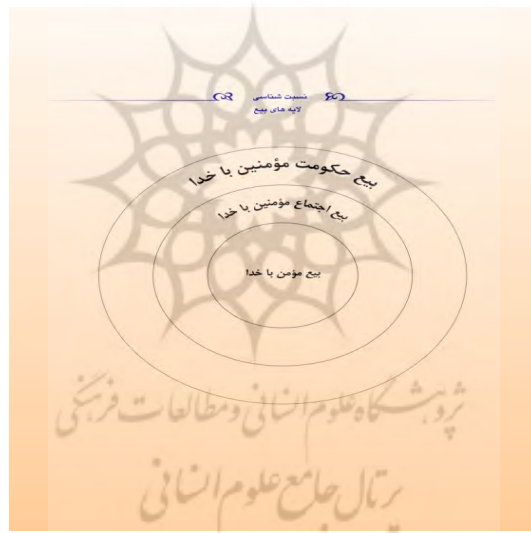 نسبت شناسی
لایه های بیع
بیع حکومت مؤمنین با خدا
بیع اجتماع مؤمنین با خدا
بیع مؤمن با خدا
پژوهشگاه علوم انسانی و مطالعات فرهنگی
پرتال جامع علوم انسانی